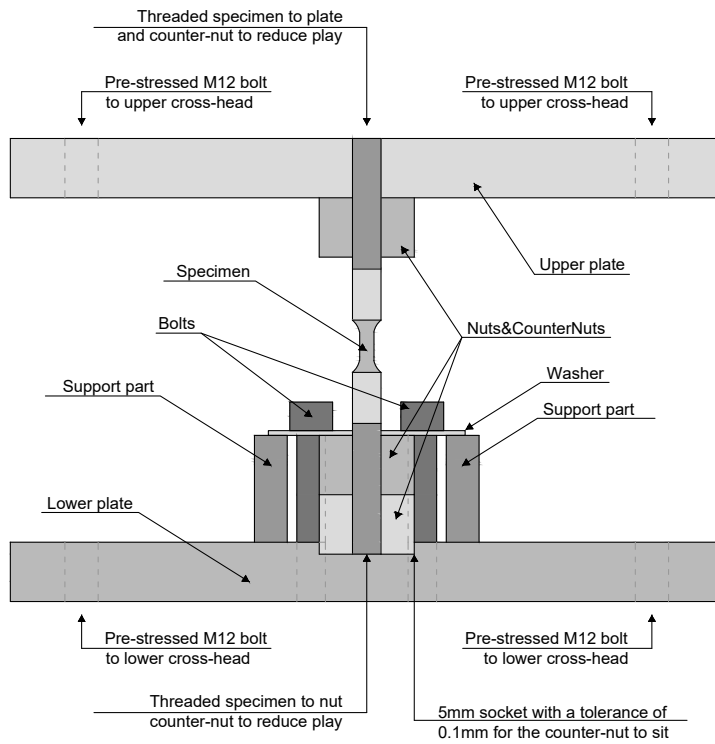 Threaded specimen to plate
and counter-nut to reduce play
Pre-stressed M12 bolt
to upper cross-head
Pre-stressed M12 bolt
to upper cross-head
Upper plate
Specimen
Bolts
Nuts&CounterNuts
Washer
Support part
Support part
Lower plate
Pre-stressed M12 bolt
to lower cross-head
Pre-stressed M12 bolt
to lower cross-head
Threaded specimen to nut
counter-nut to reduce play
5mm socket with a tolerance of
0.1mm for the counter-nut to sit